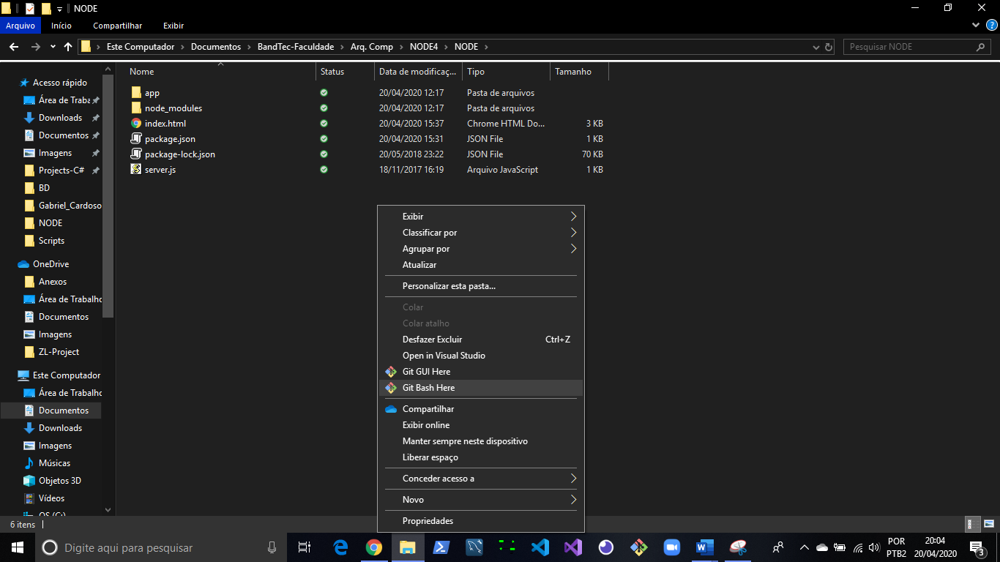 NODE
Arquivo Início Compartilhar Exibir
Este Computador Documentos BandTec-Faculdade Arq. Comp NODE4 NODE
Pesquisar NODE
Nome Status Data de modificaç... Tipo Tamanho
app 20/04/2020 12:17 Pasta de arquivos
node_modules 20/04/2020 12:17 Pasta de arquivos
index.html 20/04/2020 15:37 Chrome HTML Do... 3 KB
package.json 20/04/2020 15:31 JSON File 1 KB
package-lock.json 20/05/2018 23:22 JSON File 70 KB
server.js 18/11/2017 16:19 Arquivo JavaScript 1 KB
Acesso rápido
Área de Traba
Downloads
Documentos
Imagens
Projects-C#
BD
Gabriel_Cardoso
NODE
Scripts
OneDrive
Anexos
Área de Trabalho
Documentos
Imagens
ZL-Project
Este Computador
Área de Trabalho
Documentos
Downloads
Imagens
Músicas
Objetos 3D
Vídeos
OS (C:)
Exibir
Classificar por
Agrupar por
Atualizar
Personalizar esta pasta...
Colar
Colar atalho
Desfazer Excluir Ctrl+Z
Open in Visual Studio
Git GUI Here
Git Bash Here
Compartilhar
Exibir online
Manter sempre neste dispositivo
Liberar espaço
Conceder acesso a
Novo
Propriedades
6 itens
Digite aqui para pesquisar
POR
PTB2
20:04
20/04/2020
3